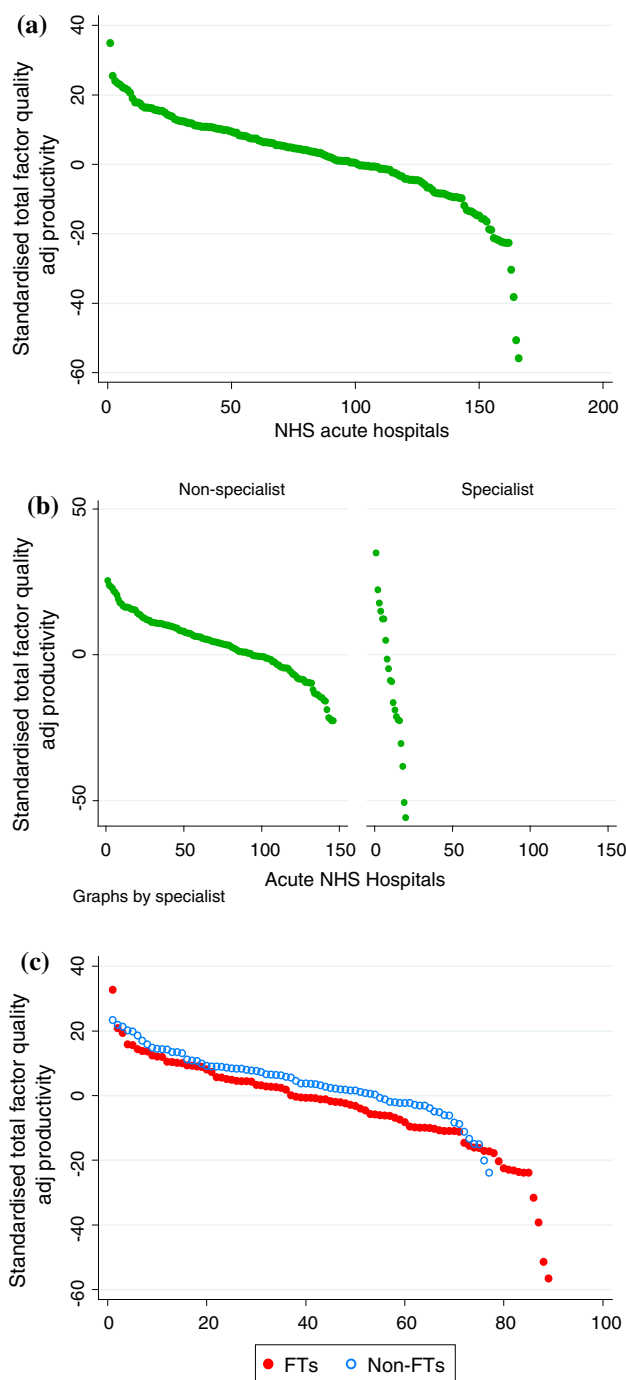 (a)
Standardised total factor quality
adj productivity
40
20
0
-20
-40
-60
0 50 100 150 200
NHS acute hospitals
(b)
Non-specialist Specialist
Standardised total factor quality
adj productivity
50
0
-50
0 50 100 150 0 50 100 150
Acute NHS Hospitals
Graphs by specialist
(c)
Standardised total factor quality
adj productivity
40
20
0
-20
-40
-60
0 20 40 60 80 100
FTs Non-FTs